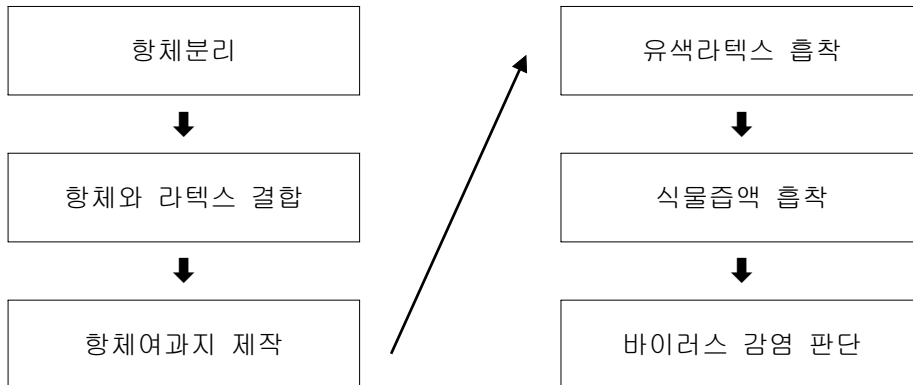 항체분리
항체와 라텍스 결합
항체여과지 제작
유색라텍스 흡착
식물즙액 흡착
바이러스 감염 판단